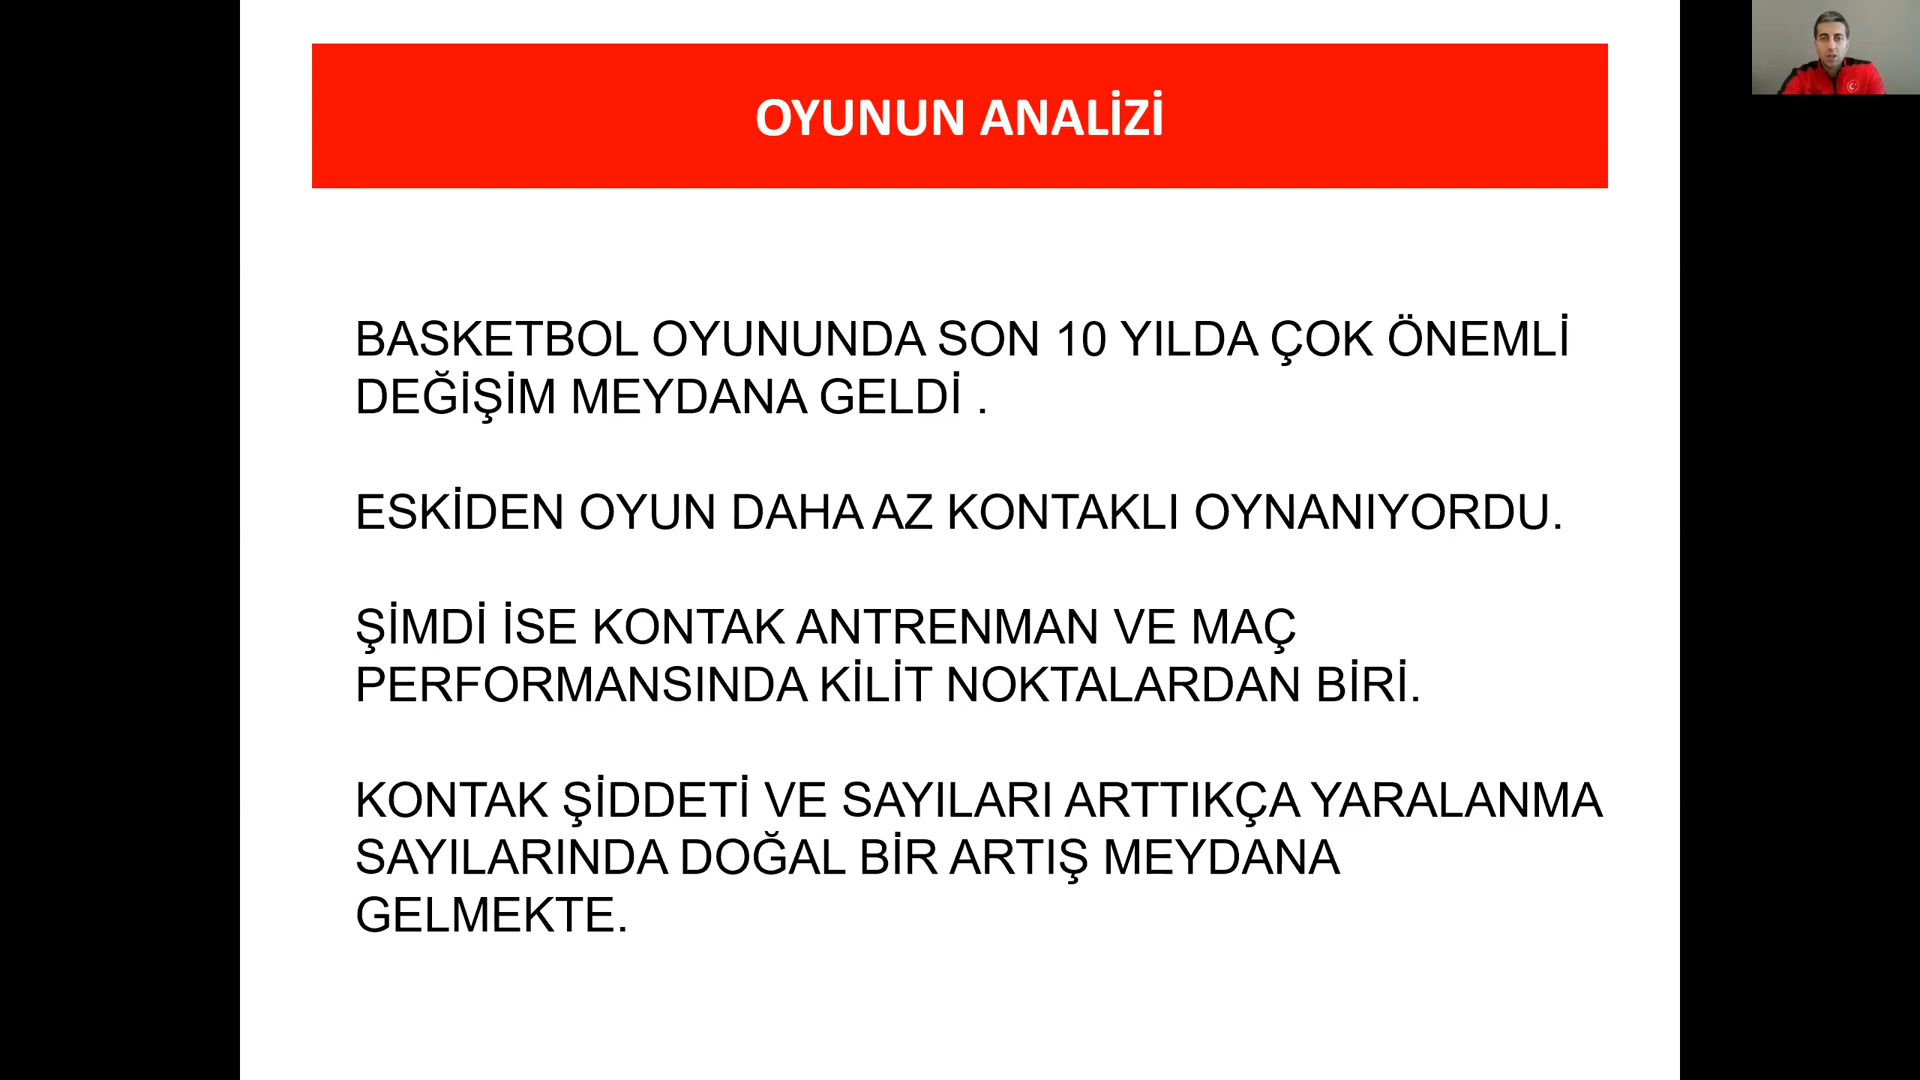 OYUNUN ANALİZİ
BASKETBOL OYUNUNDA SON 10 YILDA ÇOK ÖNEMLİ
DEĞİŞİM MEYDANA GELDİ .
ESKİDEN OYUN DAHA AZ KONTAKLI OYNANIYORDU.
ŞİMDİ İSE KONTAK ANTRENMAN VE MAÇ
PERFORMANSINDA KİLİT NOKTALARDAN BİRİ.
KONTAK ŞİDDETİ VE SAYILARI ARTTIKÇA YARALANMA
SAYILARINDA DOĞAL BİR ARTIŞ MEYDANA
GELMEKTE.